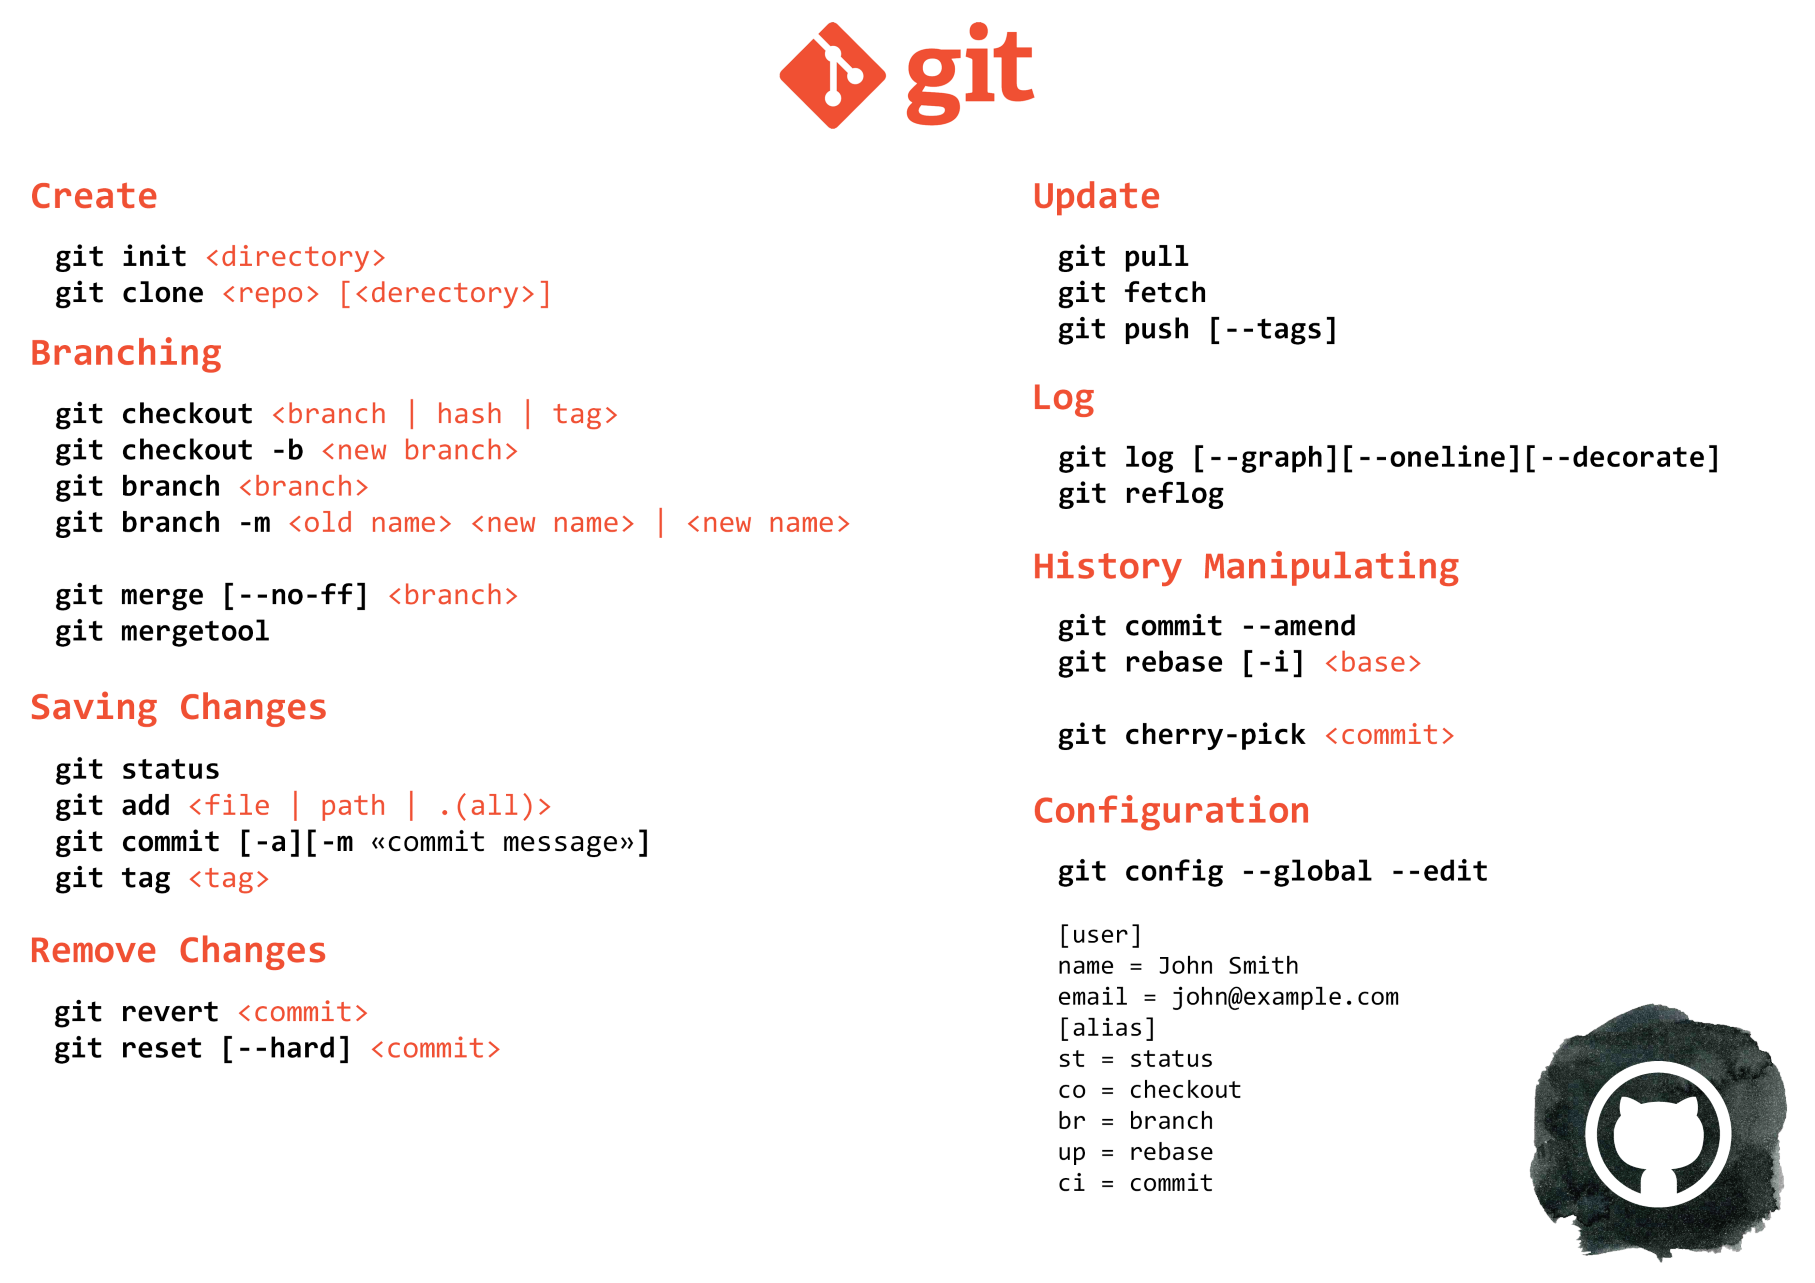 git
Create
git init <directory>
git clone <repo> [<derectory>]
Branching
git checkout <branch | hash | tag>
git checkout -b <new branch>
git branch <branch>
git branch -m <old name> <new name> | <new name>
git merge [--no-ff] <branch>
git mergetool
Saving Changes
git status
git add <file | path | .(all)>
git commit [-a][-m «commit message»]
git tag <tag>
Remove Changes
git revert <commit>
git reset [--hard] <commit>
Update
git pull
git fetch
git push [--tags]
Log
git log [--graph][--oneline][--decorate]
git reflog
History Manipulating
git commit --amend
git rebase [-i] <base>
git cherry-pick <commit>
Configuration
git config --global --edit
[user]
name = John Smith
email = john@example.com
[alias]
st = status
co = checkout
br = branch
up = rebase
ci = commit